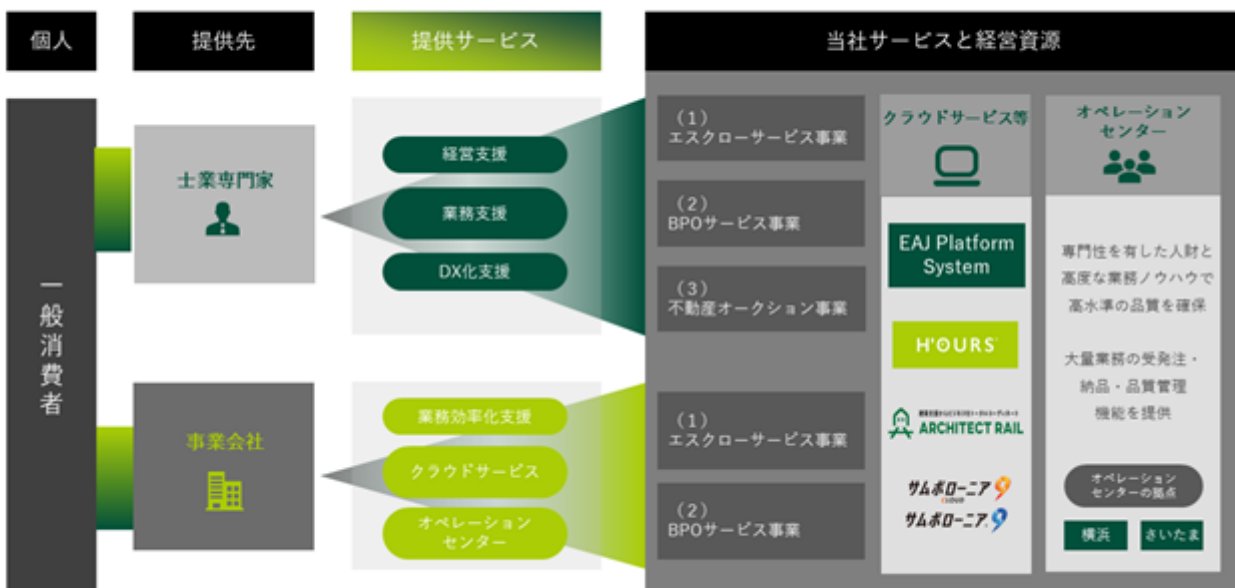 個人
提供先
提供サービス
当社サービスと経営資源
一般消費者
士業専門家
経営支援
業務支援
DX化支援
事業会社
業務効率化支援
クラウドサービス
オペレーション
センター
(1)
エスクローサービス事業
(2)
BPOサービス事業
(3)
不動産オークション事業
(1)
エスクローサービス事業
(2)
BPOサービス事業
クラウドサービス等
EAJ Platform
System
H'OURS
ARCHITECT RAIL
サムポローニア9
CLOUD
サムポローニア9
オペレーション
センター
専門性を有した人財と
高度な業務ノウハウで
高水準の品質を確保
大量業務の受発注・
納品・品質管理
機能を提供
オペレーション
センターの拠点
横浜
さいたま